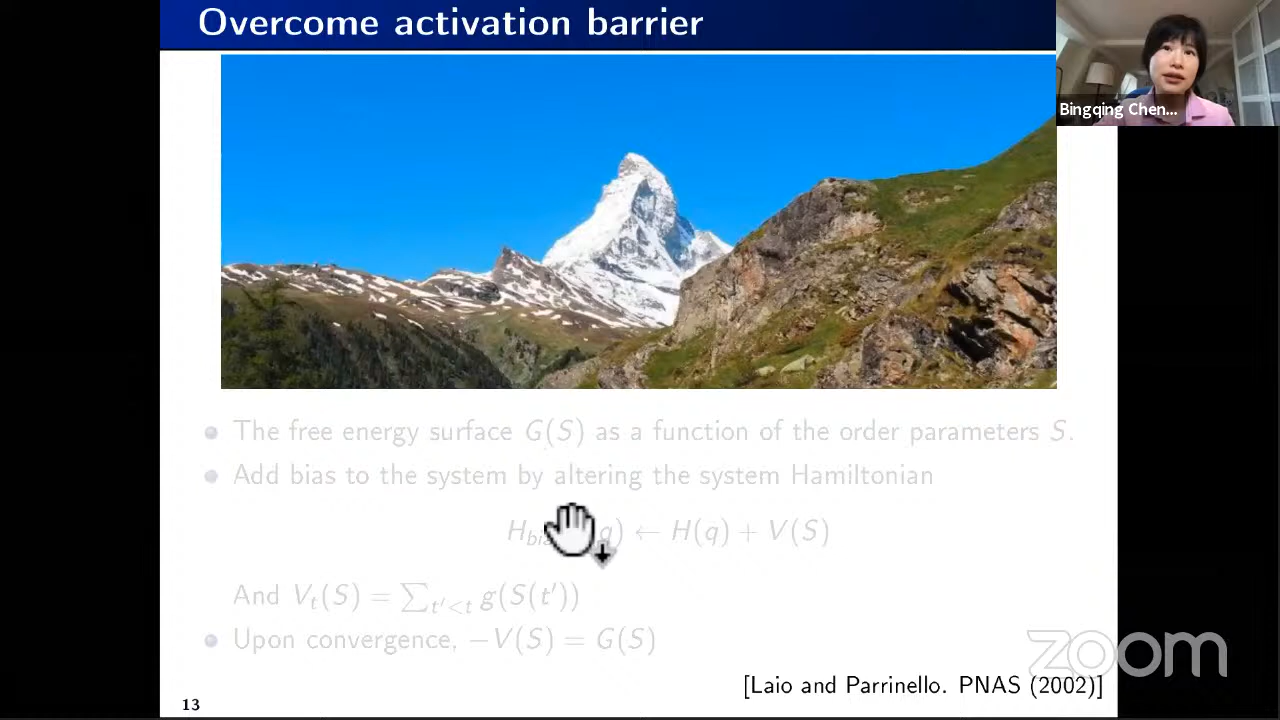 Overcome activation barrier
Bingqing Chen...
The free energy surface G(S) as a function of the order parameters S.
Add bias to the system by altering the system Hamiltonian
q) ← H(q) + V(S)
And V_t(S) = ∑_{t'<t} g(S(t'))
Upon convergence, −V(S) = G(S)
zoom
[Laio and Parrinello. PNAS (2002)]
13